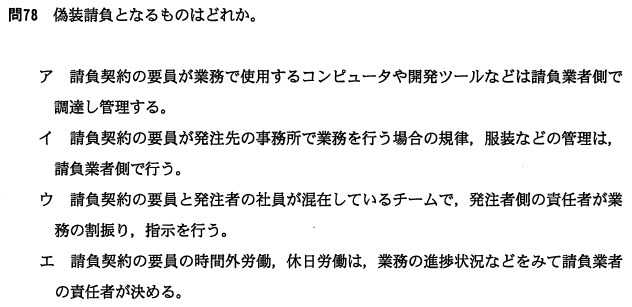 問78 偽装請負となるものはどれか。
ア 請負契約の要員が業務で使用するコンピュータや開発ツールなどは請負業者側で
調達し管理する。
イ 請負契約の要員が発注先の事務所で業務を行う場合の規律，服装などの管理は，
請負業者側で行う。
ウ 請負契約の要員と発注者の社員が混在しているチームで，発注者側の責任者が業
務の割振り，指示を行う。
エ 請負契約の要員の時間外労働，休日労働は，業務の進捗状況などをみて請負業者
の責任者が決める。